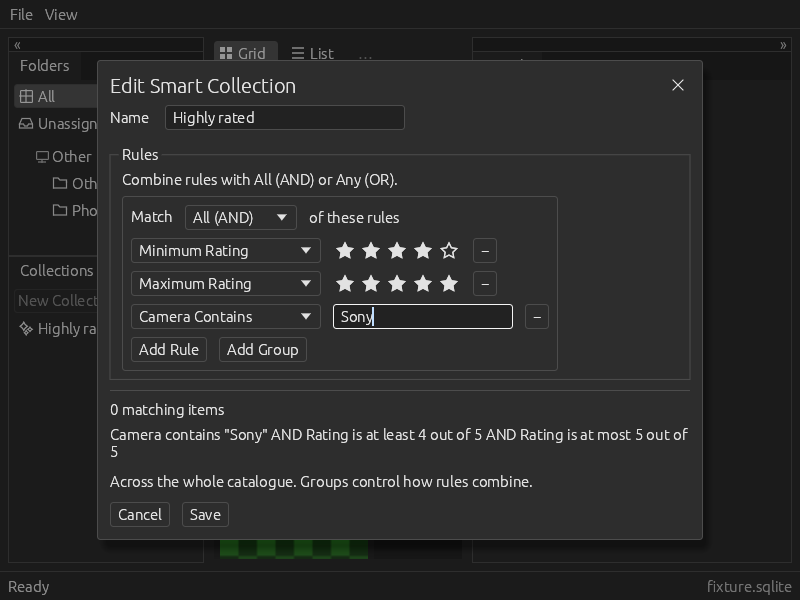 File View
« »
Folders Grid List ...
Edit Smart Collection
Name Highly rated
All
Unassign
Rules
Other
Combine rules with All (AND) or Any (OR).
Oth
Pho
Match All (AND) of these rules
Minimum Rating –
Collections
Maximum Rating –
New Collect
Camera Contains Sony –
Highly ra
Add Rule Add Group
0 matching items
Camera contains "Sony" AND Rating is at least 4 out of 5 AND Rating is at most 5 out of
5
Across the whole catalogue. Groups control how rules combine.
Cancel Save
Ready fixture.sqlite